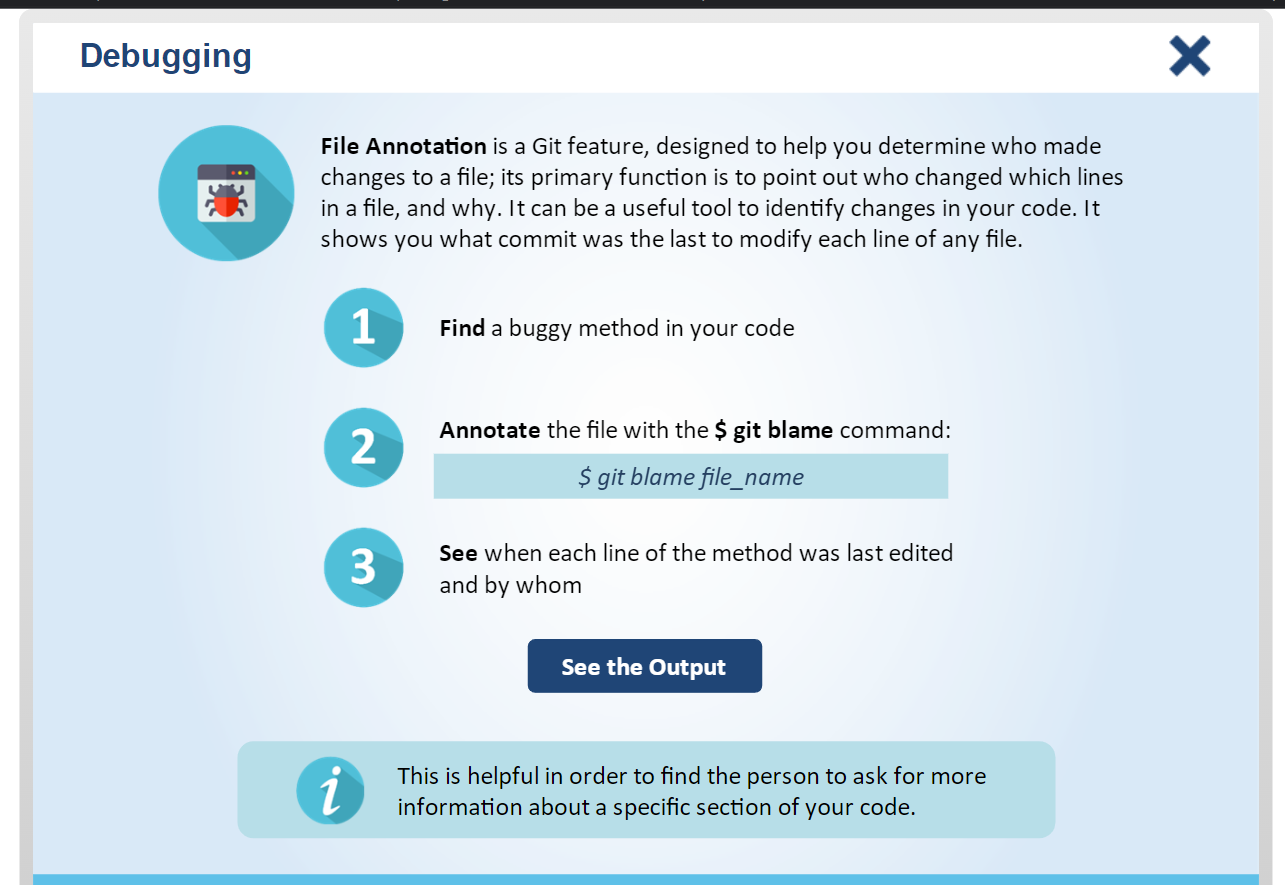 Debugging
File Annotation is a Git feature, designed to help you determine who made
changes to a file; its primary function is to point out who changed which lines
in a file, and why. It can be a useful tool to identify changes in your code. It
shows you what commit was the last to modify each line of any file.
1
Find a buggy method in your code
2
Annotate the file with the $ git blame command:
$ git blame file_name
3
See when each line of the method was last edited
and by whom
See the Output
i
This is helpful in order to find the person to ask for more
information about a specific section of your code.